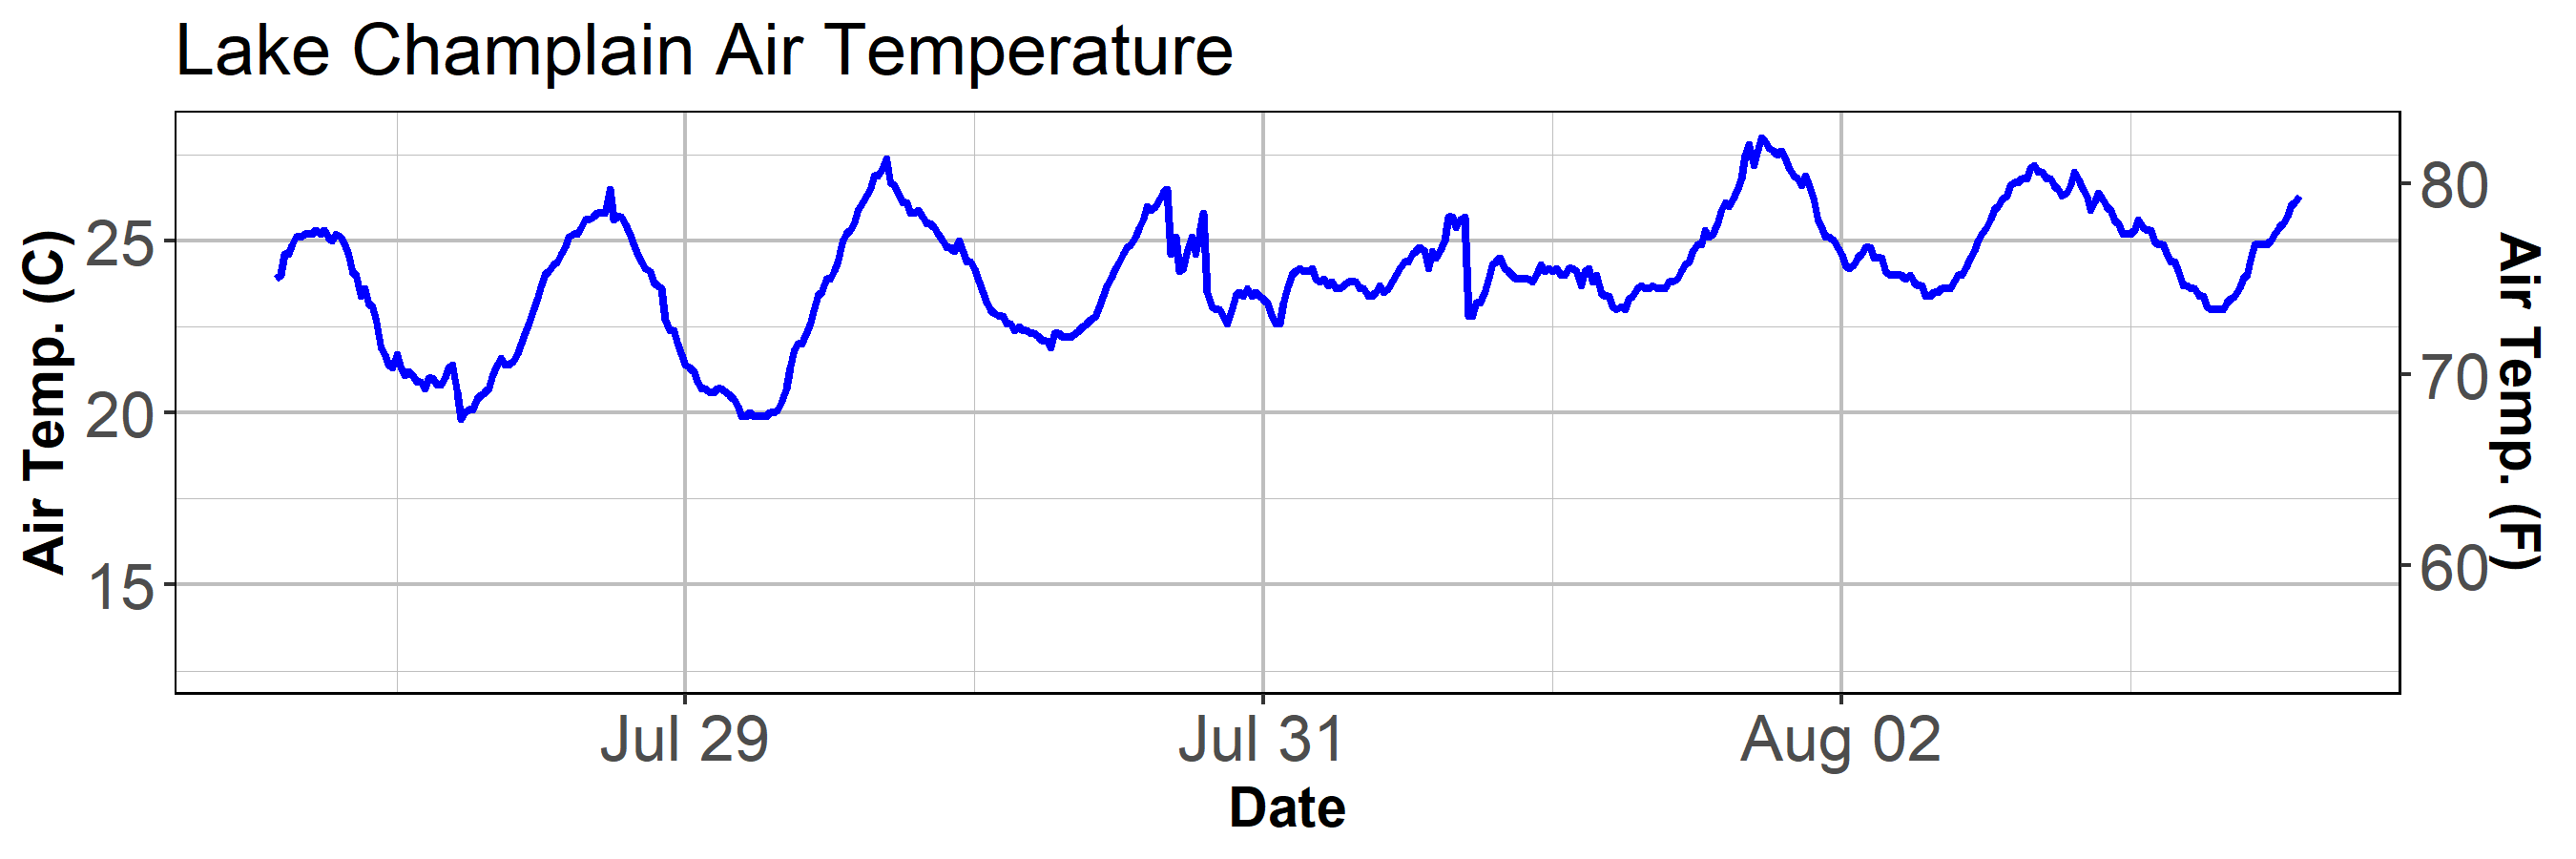 Lake Champlain Air Temperature
Air Temp. (C)
25
20
15
80
70
60
Air Temp. (F)
Jul 29
Jul 31
Aug 02
Date